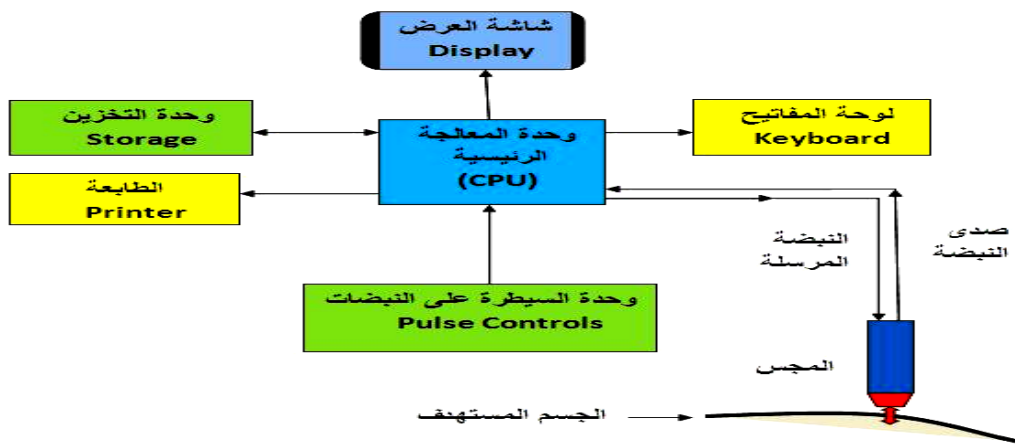 شاشة العرض
Display
وحدة التخزين
Storage
وحدة المعالجة
الرئيسية
(CPU)
لوحة المفاتيح
Keyboard
الطابعة
Printer
النبضة
المرسلة
صدى
النبضة
وحدة السيطرة على النبضات
Pulse Controls
المجس
الجسم المستهدف